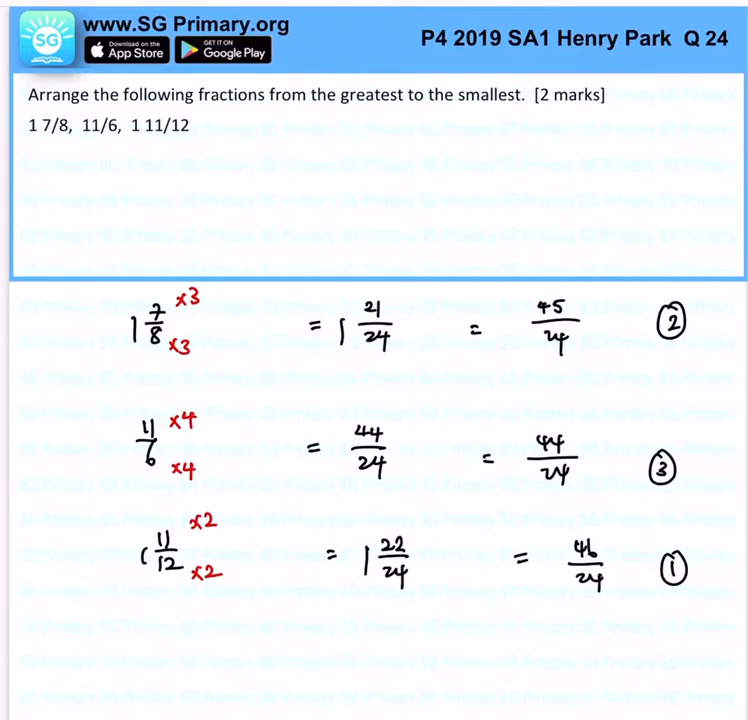 www.SG Primary.org
SG
Download on the App Store
GET IT ON Google Play
P4 2019 SA1 Henry Park Q 24
Arrange the following fractions from the greatest to the smallest. [2 marks]
1 7/8, 11/6, 1 11/12
1 7/8 ×3 ×3 = 1 21/24 = 45/24 ②
11/6 ×4 ×4 = 44/24 = 44/24 ③
1 11/12 ×2 ×2 = 1 22/24 = 46/24 ①